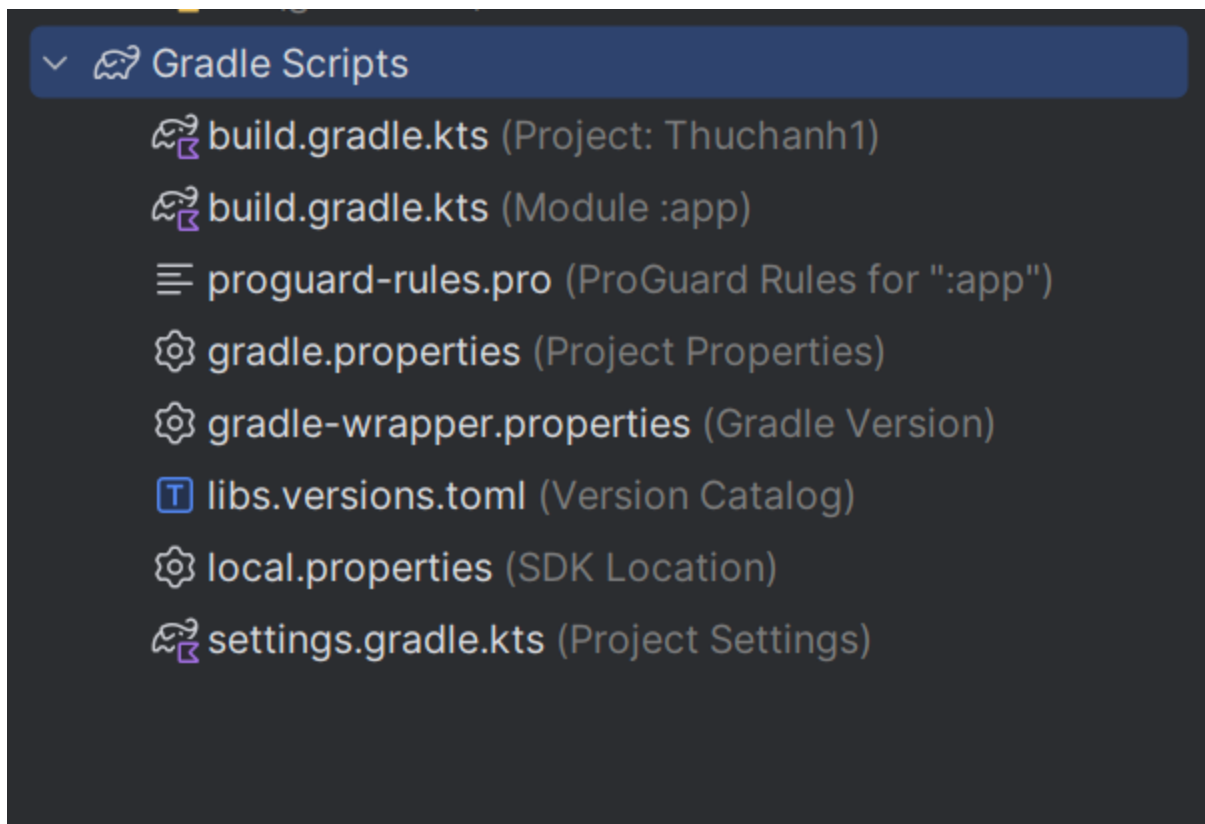 Gradle Scripts
build.gradle.kts (Project: Thuchanh1)
build.gradle.kts (Module :app)
proguard-rules.pro (ProGuard Rules for ":app")
gradle.properties (Project Properties)
gradle-wrapper.properties (Gradle Version)
libs.versions.toml (Version Catalog)
local.properties (SDK Location)
settings.gradle.kts (Project Settings)